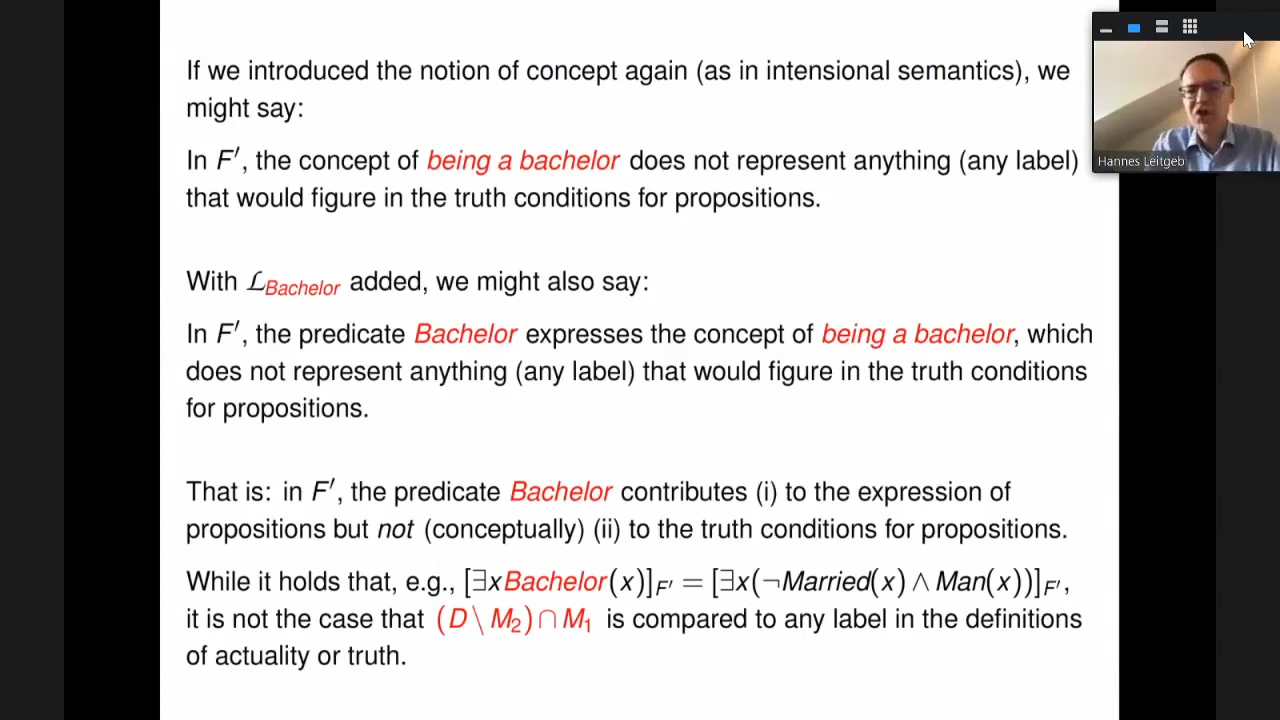 If we introduced the notion of concept again (as in intensional semantics), we
might say:
In F′, the concept of being a bachelor does not represent anything (any label)
that would figure in the truth conditions for propositions.
With ℒ_Bachelor added, we might also say:
In F′, the predicate Bachelor expresses the concept of being a bachelor, which
does not represent anything (any label) that would figure in the truth conditions
for propositions.
That is: in F′, the predicate Bachelor contributes (i) to the expression of
propositions but not (conceptually) (ii) to the truth conditions for propositions.
While it holds that, e.g., [∃xBachelor(x)]_F′ = [∃x(¬Married(x) ∧ Man(x))]_F′,
it is not the case that (D \ M₂) ∩ M₁ is compared to any label in the definitions
of actuality or truth.
Hannes Leitgeb